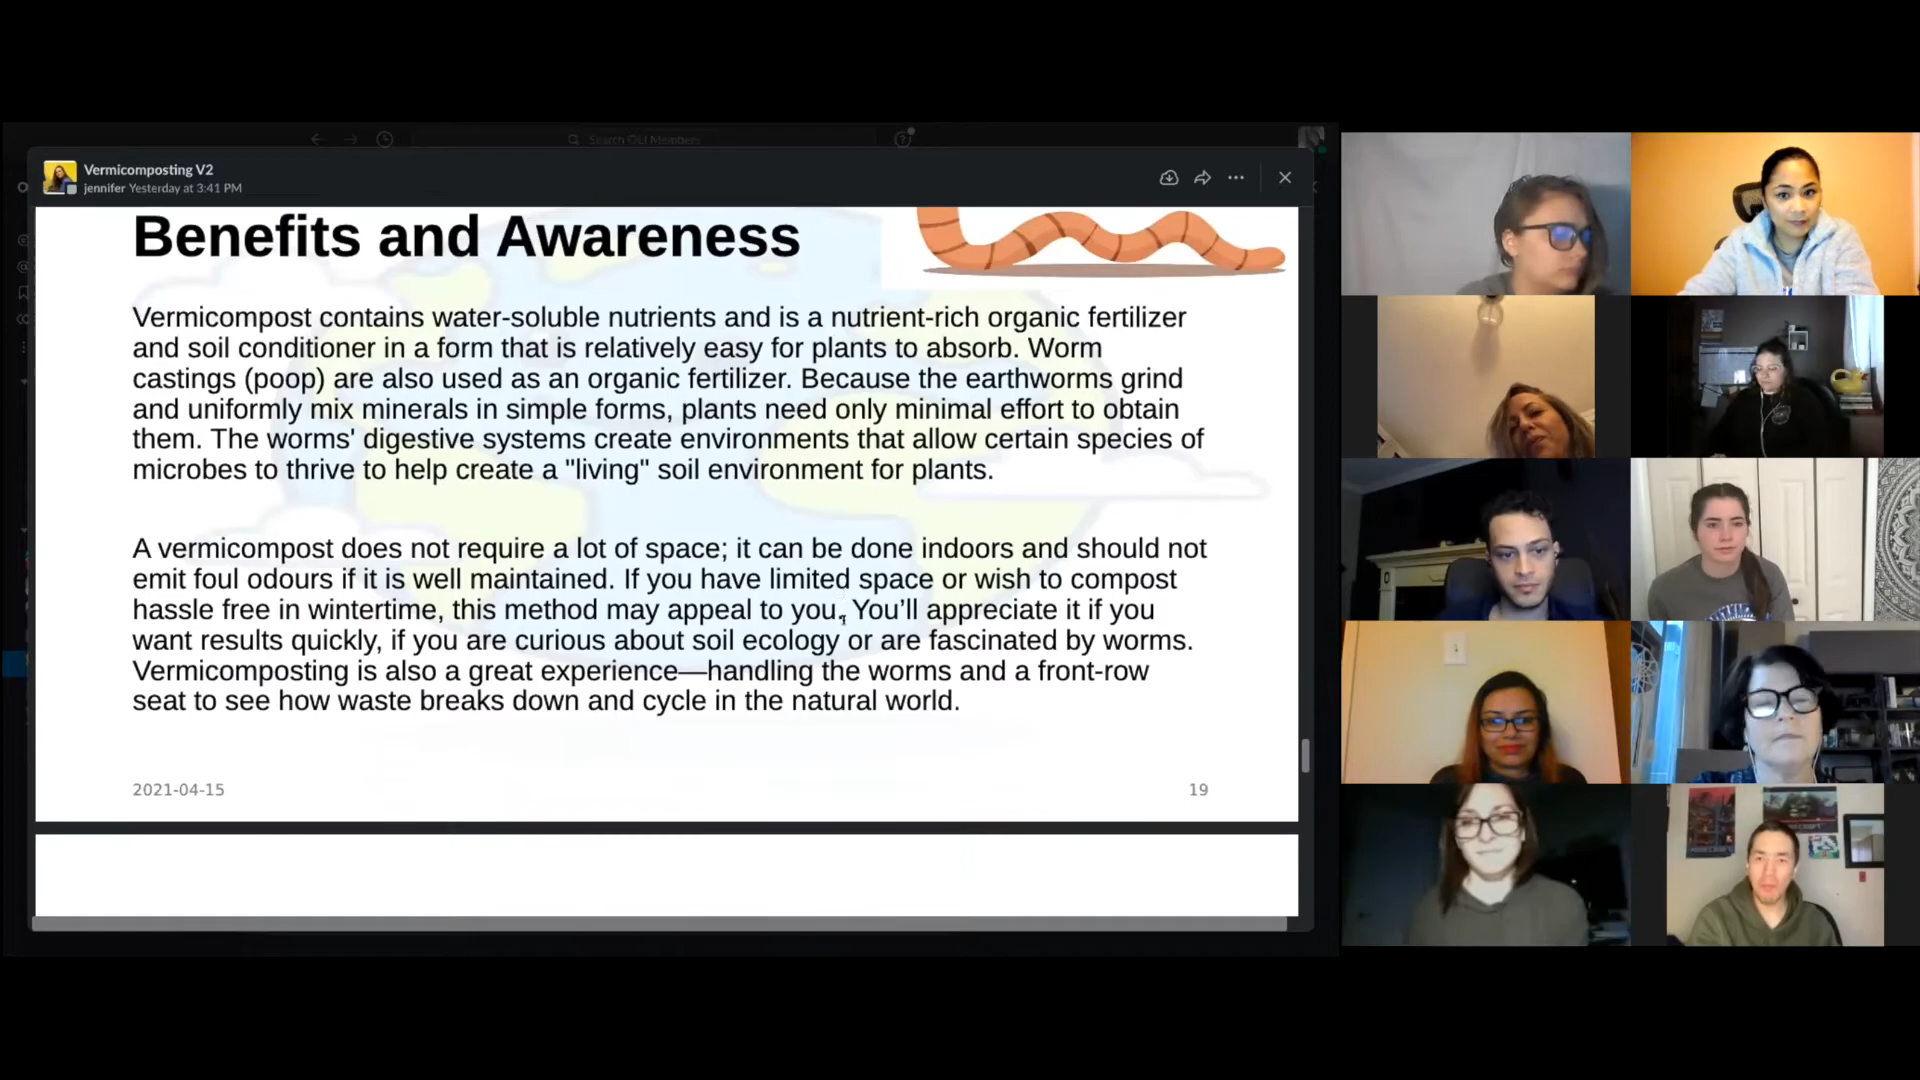 Search OLI Members
Vermicomposting V2
jennifer Yesterday at 3:41 PM
Benefits and Awareness
Vermicompost contains water-soluble nutrients and is a nutrient-rich organic fertilizer
and soil conditioner in a form that is relatively easy for plants to absorb. Worm
castings (poop) are also used as an organic fertilizer. Because the earthworms grind
and uniformly mix minerals in simple forms, plants need only minimal effort to obtain
them. The worms' digestive systems create environments that allow certain species of
microbes to thrive to help create a "living" soil environment for plants.
A vermicompost does not require a lot of space; it can be done indoors and should not
emit foul odours if it is well maintained. If you have limited space or wish to compost
hassle free in wintertime, this method may appeal to you. You’ll appreciate it if you
want results quickly, if you are curious about soil ecology or are fascinated by worms.
Vermicomposting is also a great experience—handling the worms and a front-row
seat to see how waste breaks down and cycle in the natural world.
2021-04-15
19